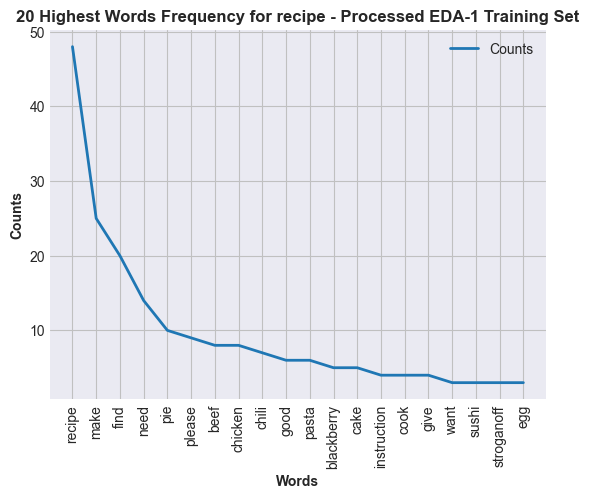 20 Highest Words Frequency for recipe - Processed EDA-1 Training Set
Counts
50
40
30
20
10
Counts
recipe
make
find
need
pie
please
beef
chicken
chili
good
pasta
blackberry
cake
instruction
cook
give
want
sushi
stroganoff
egg
Words